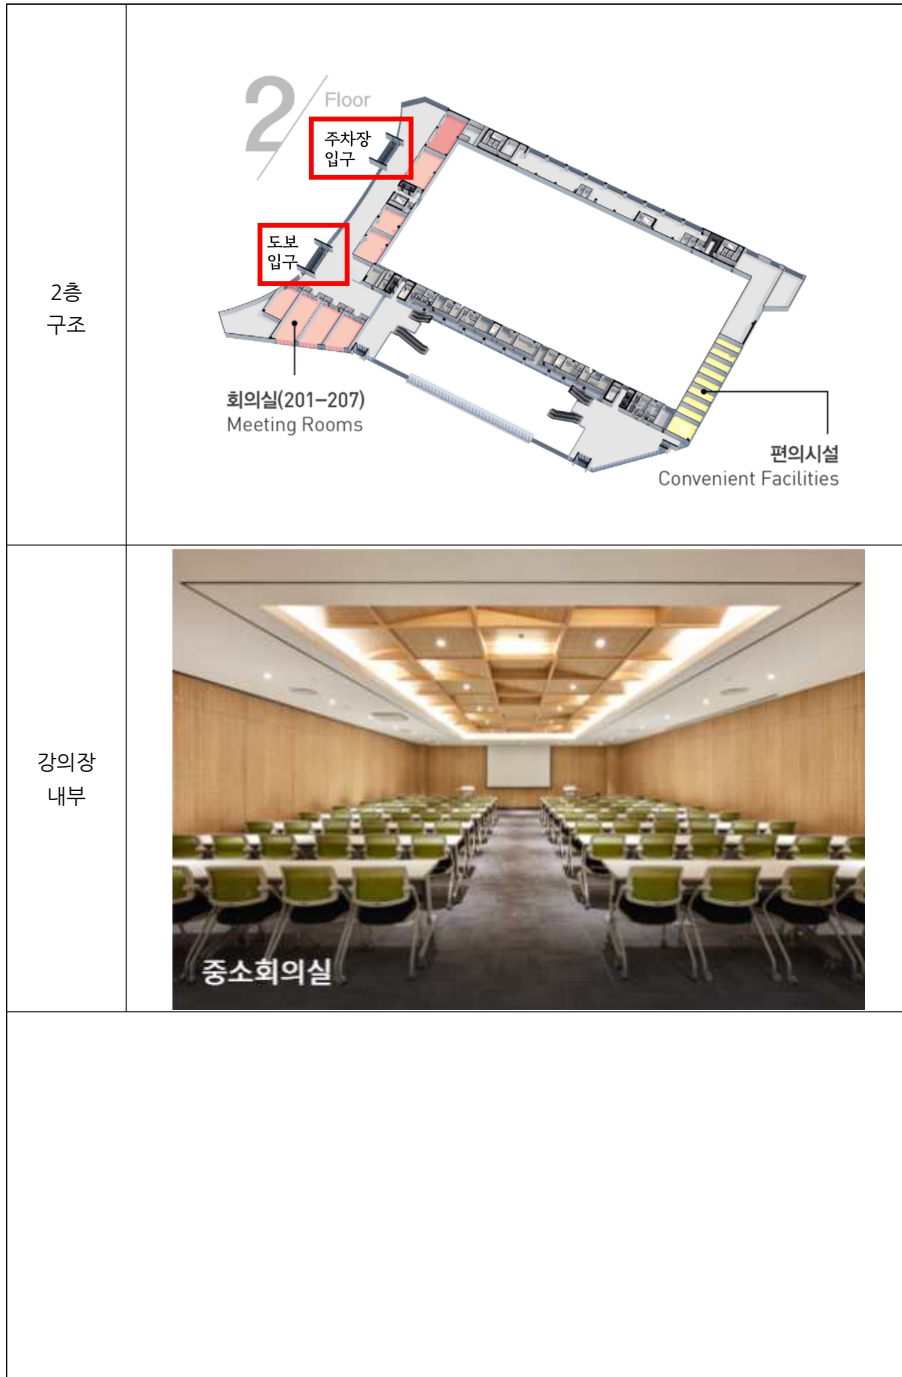 2층
구조
2 Floor
주차장
입구
도보
입구
회의실(201-207)
Meeting Rooms
편의시설
Convenient Facilities
강의장
내부
중소회의실